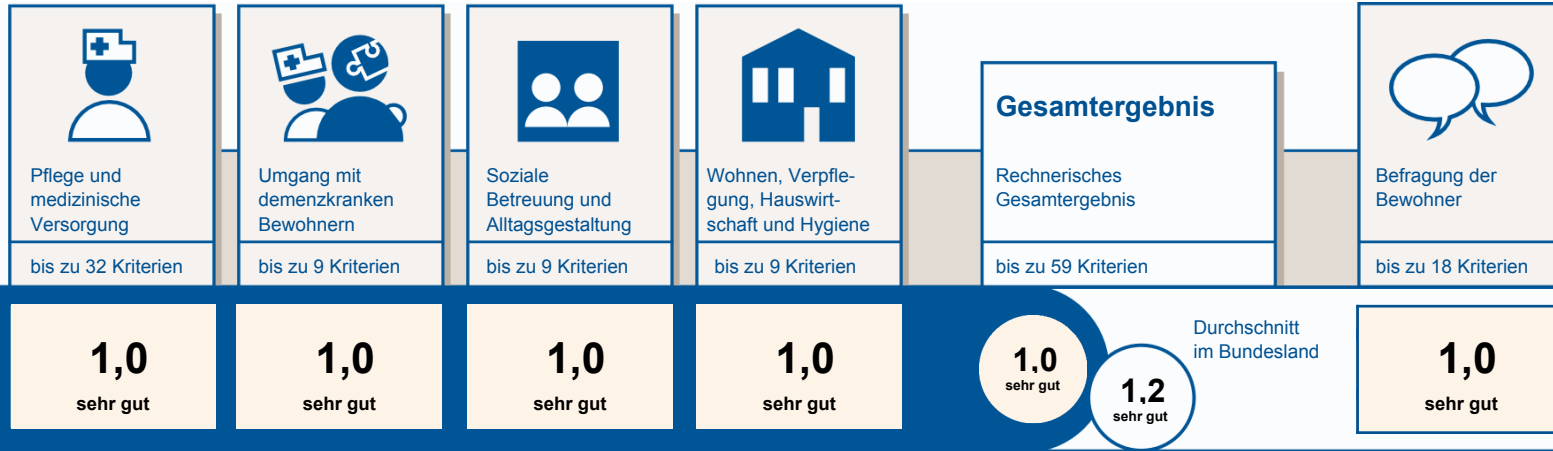 Pflege und
medizinische
Versorgung
bis zu 32 Kriterien
1,0
sehr gut
Umgang mit
demenzkranken
Bewohnern
bis zu 9 Kriterien
1,0
sehr gut
Soziale
Betreuung und
Alltagsgestaltung
bis zu 9 Kriterien
1,0
sehr gut
Wohnen, Verpfle-
gung, Hauswirt-
schaft und Hygiene
bis zu 9 Kriterien
1,0
sehr gut
Gesamtergebnis
Rechnerisches
Gesamtergebnis
bis zu 59 Kriterien
1,0
sehr gut
1,2
sehr gut
Durchschnitt
im Bundesland
Befragung der
Bewohner
bis zu 18 Kriterien
1,0
sehr gut